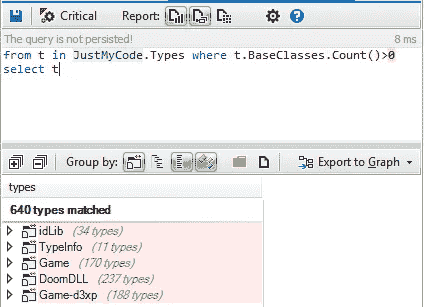 Critical Report:
The query is not persisted! 8 ms
from t in JustMyCode.Types where t.BaseClasses.Count()>0
select t
Group by: Export to Graph
types
640 types matched
idLib (34 types)
TypeInfo (11 types)
Game (170 types)
DoomDLL (237 types)
Game-d3xp (188 types)